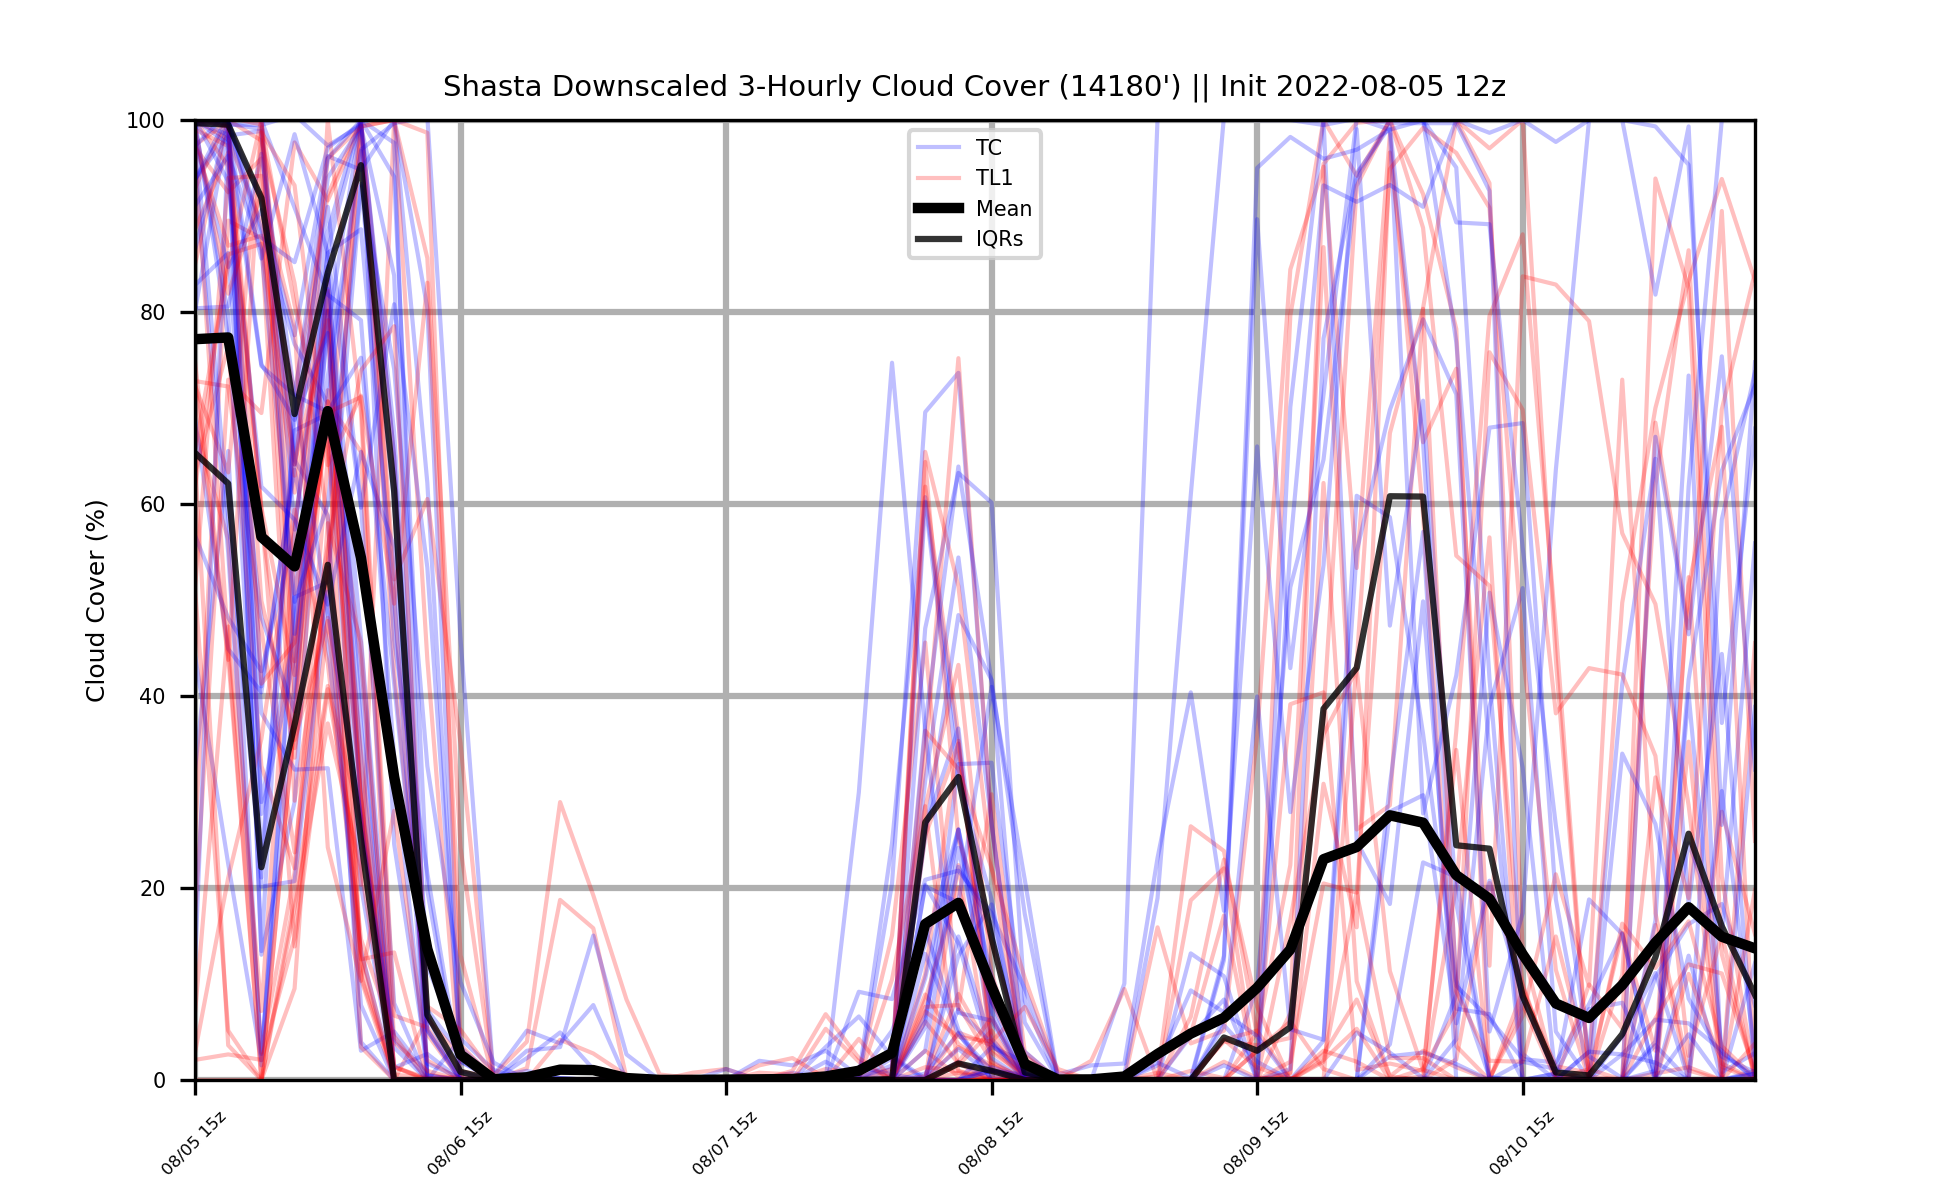 Shasta Downscaled 3-Hourly Cloud Cover (14180') || Init 2022-08-05 12z
TC
TL1
Mean
IQRs
Cloud Cover (%)
100
80
60
40
20
0
08/05 15z
08/06 15z
08/07 15z
08/08 15z
08/09 15z
08/10 15z